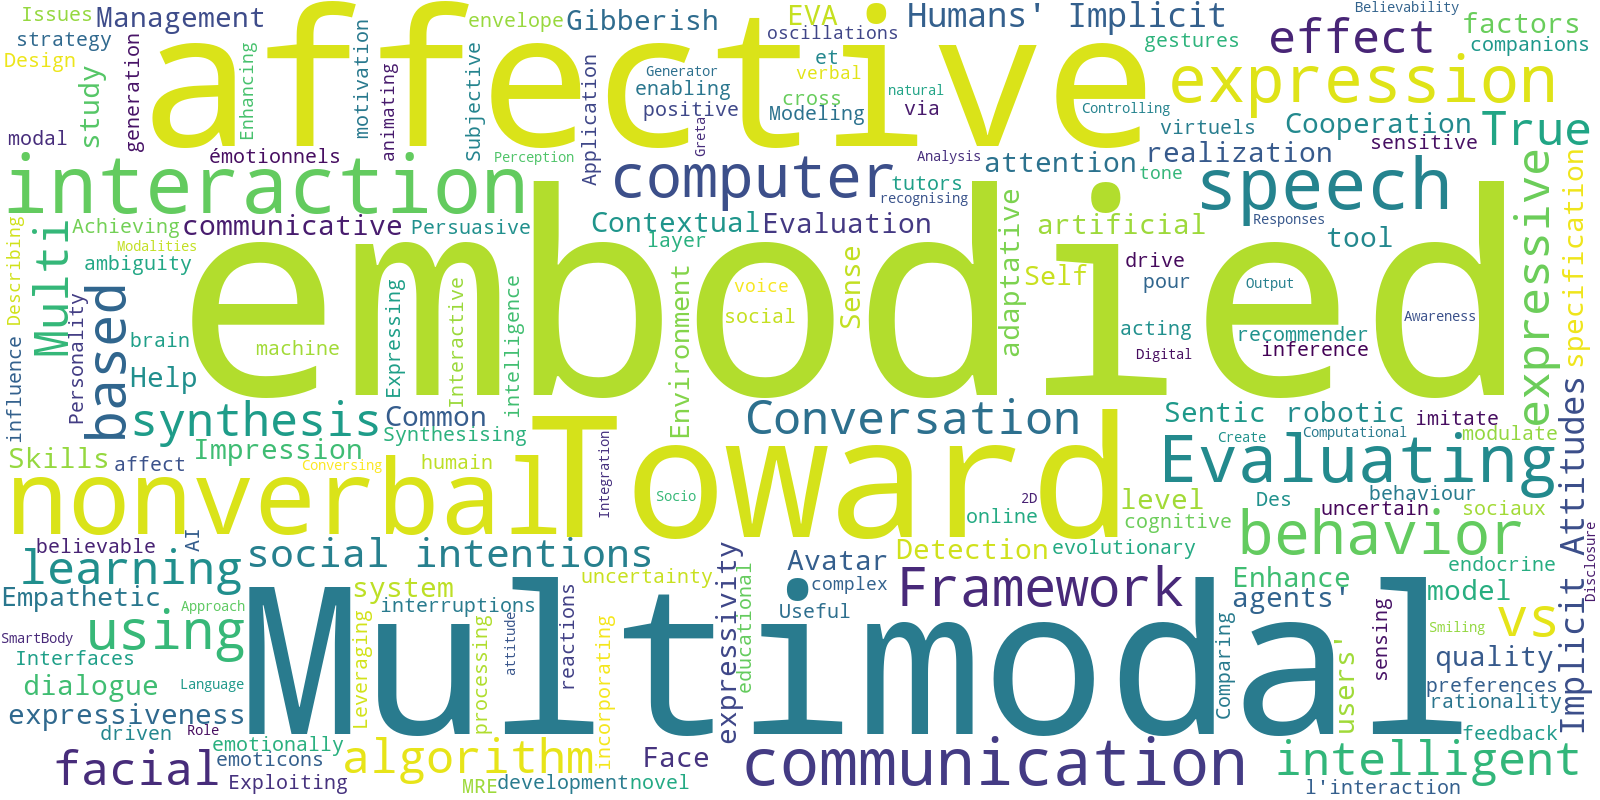 Issues
Management
envelope
Gibberish
EVA
Humans' Implicit
Believability
factors
strategy
affective
oscillations
gestures
effect
companions
Design
study
generation
Enhancing
motivation
animating
Subjective
Application
Generator
et
verbal
natural
expression
enabling
cross
positive
Modeling
via
Controlling
Greta
modal
virtuels
Cooperation
True
émotionnels
Perception
computer
Analysis
attention
realization
sensitive
interaction
tutors
tone
speech
recognising
expressive
specification
Achieving
communicative
Persuasive
Contextual
Evaluation
artificial
Responses
Multi
Modalities
layer
tool
ambiguity
embodied
Sense
adaptative
drive
Describing
Personality
Expressing
Interactive
intelligence
Environment
voice
Self
pour
Output
social
Awareness
based
brain
machine
acting
recommender
Digital
inference
Help
influence
synthesis
Common
Toward
Conversation
Sentic
robotic
imitate
Synthesising
Create
Computational
modulate
Skills
Impression
affect
Conversing
humain
Integration
Evaluating
Implicit Attitudes
nonverbal
Socio
2D
level
Des
behaviour
online
cognitive
uncertain
sociaux
believable
AI
social intentions
Avatar
Detection
evolutionary
behavior
Disclosure
learning
system
uncertainty
expressivity
educational
complex
Framework
Enhance
endocrine
Empathetic
Approach
interruptions
reactions
Useful
agents'
model
using
Multimodal
SmartBody
Leveraging
processing
attitude
incorporating
Comparing
users'
sensing
Smiling
vs
Interfaces
quality
dialogue
Language
preferences
rationality
expressiveness
driven
Role
feedback
emotionally
algorithm
Face
communication
intelligent
facial
emoticons
Exploiting
MRE
development
novel
l'interaction